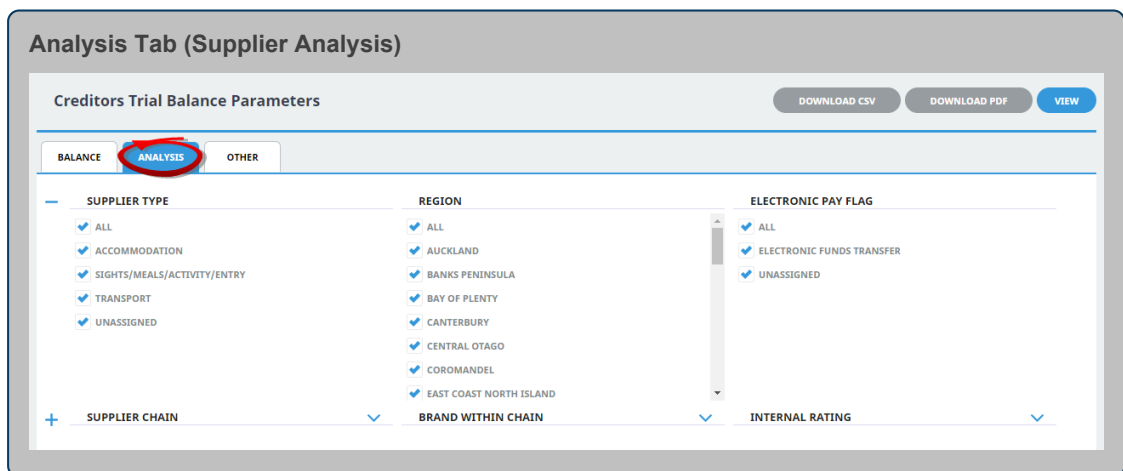 Analysis Tab (Supplier Analysis)
Creditors Trial Balance Parameters
DOWNLOAD CSV
DOWNLOAD PDF
VIEW
BALANCE
ANALYSIS
OTHER
SUPPLIER TYPE
ALL
ACCOMMODATION
SIGHTS/MEALS/ACTIVITY/ENTRY
TRANSPORT
UNASSIGNED
REGION
ALL
AUCKLAND
BANKS PENINSULA
BAY OF PLENTY
CANTERBURY
CENTRAL OTAGO
COROMANDEL
EAST COAST NORTH ISLAND
ELECTRONIC PAY FLAG
ALL
ELECTRONIC FUNDS TRANSFER
UNASSIGNED
SUPPLIER CHAIN
BRAND WITHIN CHAIN
INTERNAL RATING